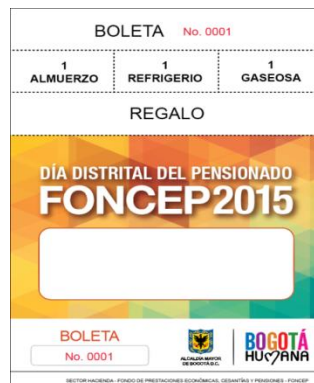 BOLETA No. 0001
1 1 1
ALMUERZO REFRIGERIO GASEOSA
REGALO
DÍA DISTRITAL DEL PENSIONADO
FONCEP2015
BOLETA
No. 0001
ALCALDÍA MAYOR
DE BOGOTÁ D.C.
BOGOTÁ
HUMANA
SECTOR HACIENDA - FONDO DE PRESTACIONES ECONÓMICAS, CESANTÍAS Y PENSIONES - FONCEP